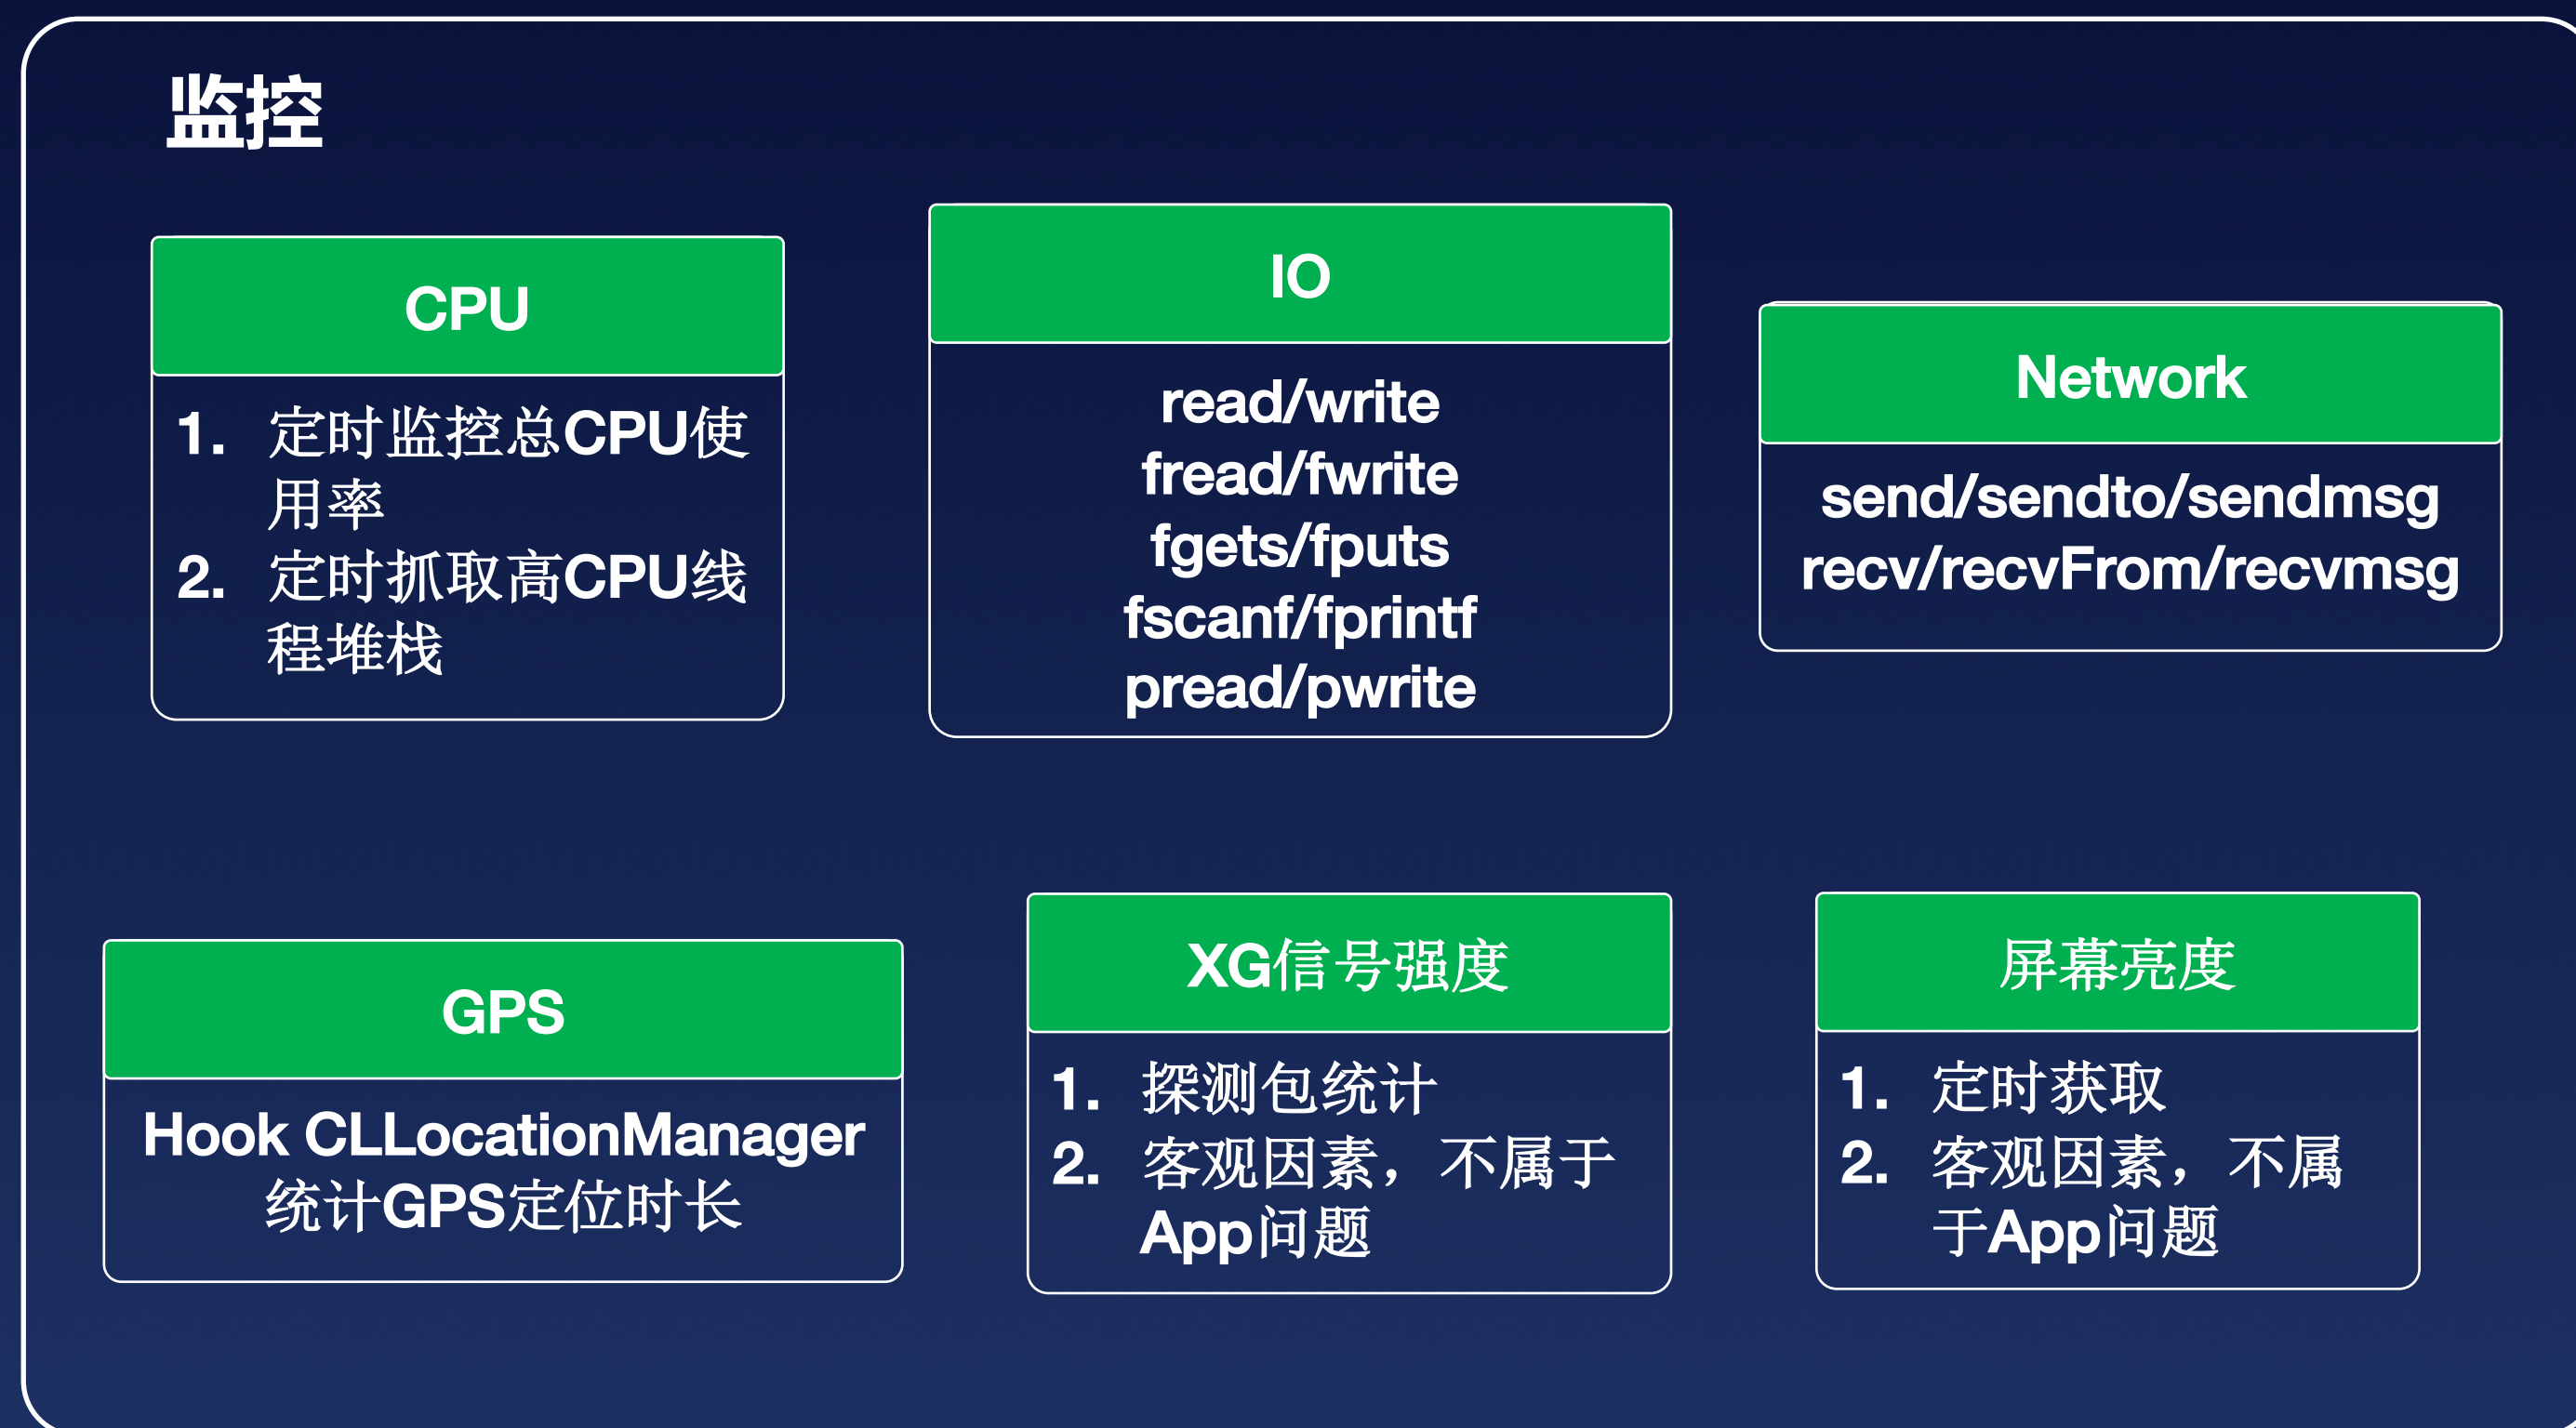 监控
CPU
1. 定时监控总CPU使
用率
2. 定时抓取高CPU线
程堆栈
IO
read/write
fread/fwrite
fgets/fputs
fscanf/fprintf
pread/pwrite
Network
send/sendto/sendmsg
recv/recvFrom/recvmsg
GPS
Hook CLLocationManager
统计GPS定位时长
XG信号强度
1. 探测包统计
2. 客观因素，不属于
App问题
屏幕亮度
1. 定时获取
2. 客观因素，不属
于App问题